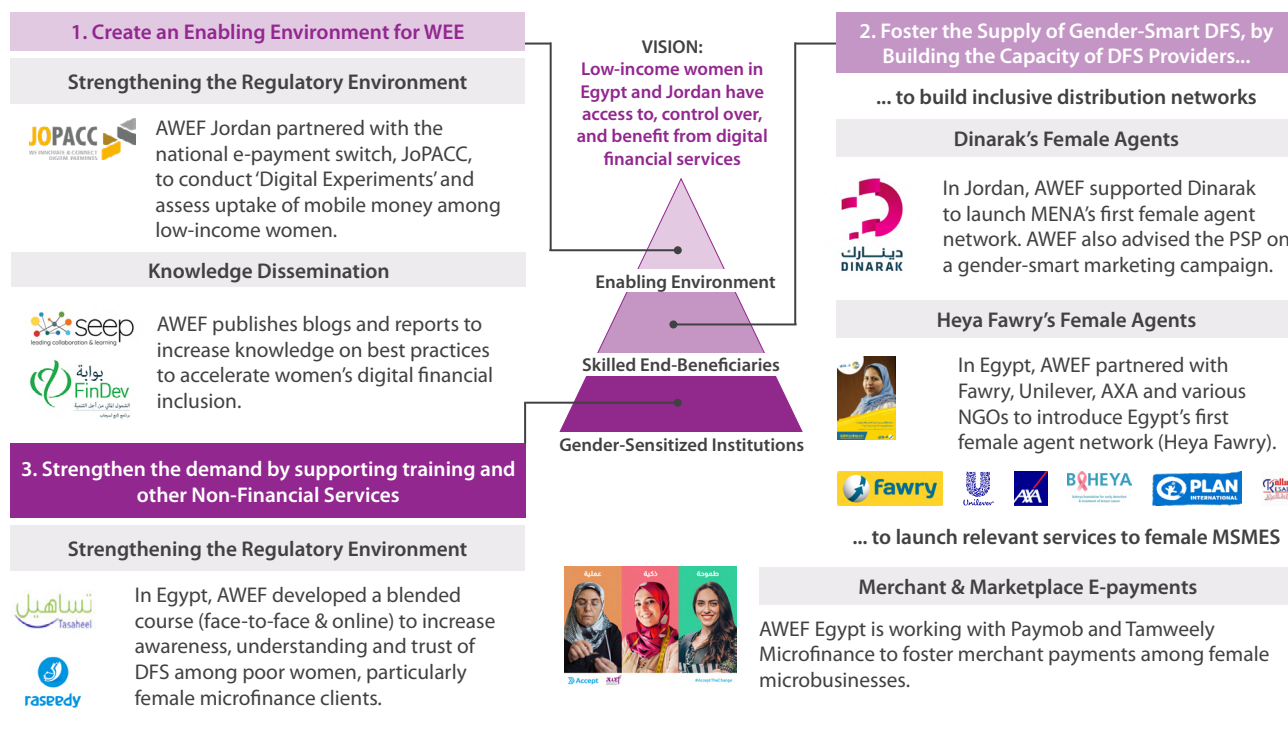 1. Create an Enabling Environment for WEE
Strengthening the Regulatory Environment
JOPACC
WE INNOVATE & CONNECT
DIGITAL PAYMENTS
AWEF Jordan partnered with the
national e-payment switch, JoPACC,
to conduct ‘Digital Experiments’ and
assess uptake of mobile money among
low-income women.
Knowledge Dissemination
seep
leading collaboration & learning
بوابة
FinDev
الشمول المالي من أجل التنمية
AWEF publishes blogs and reports to
increase knowledge on best practices
to accelerate women’s digital financial
inclusion.
3. Strengthen the demand by supporting training and
other Non-Financial Services
Strengthening the Regulatory Environment
تساهيل
Tasaheel
raseedy
In Egypt, AWEF developed a blended
course (face-to-face & online) to increase
awareness, understanding and trust of
DFS among poor women, particularly
female microfinance clients.
VISION:
Low-income women in
Egypt and Jordan have
access to, control over,
and benefit from digital
financial services
Enabling Environment
Skilled End-Beneficiaries
Gender-Sensitized Institutions
2. Foster the Supply of Gender-Smart DFS, by
Building the Capacity of DFS Providers...
... to build inclusive distribution networks
Dinarak’s Female Agents
دينارك
DINARAK
In Jordan, AWEF supported Dinarak
to launch MENA’s first female agent
network. AWEF also advised the PSP on
a gender-smart marketing campaign.
Heya Fawry’s Female Agents
In Egypt, AWEF partnered with
Fawry, Unilever, AXA and various
NGOs to introduce Egypt’s first
female agent network (Heya Fawry).
fawry
Unilever
AXA
BAHEYA
PLAN
INTERNATIONAL
... to launch relevant services to female MSMES
عملية
ذكية
طموحة
Accept
#AcceptTheChange
Merchant & Marketplace E-payments
AWEF Egypt is working with Paymob and Tamweely
Microfinance to foster merchant payments among female
microbusinesses.